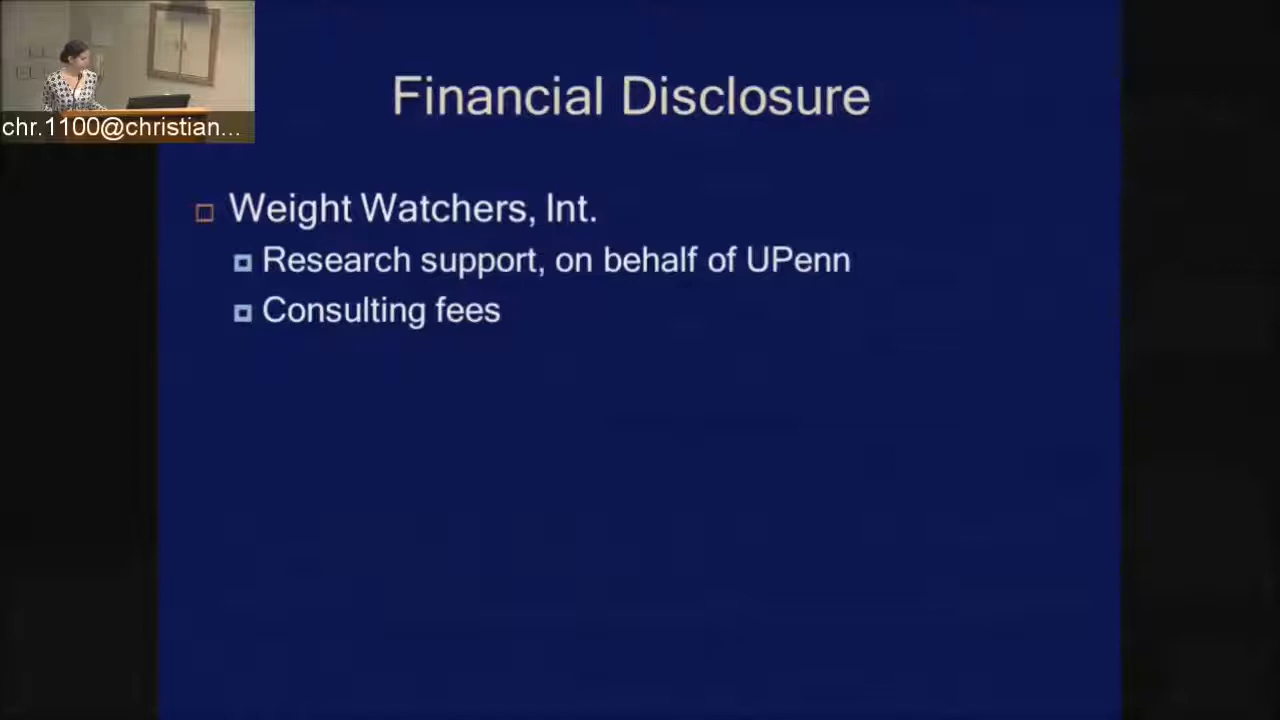 Financial Disclosure
chr.1100@christian...
Weight Watchers, Int.
Research support, on behalf of UPenn
Consulting fees